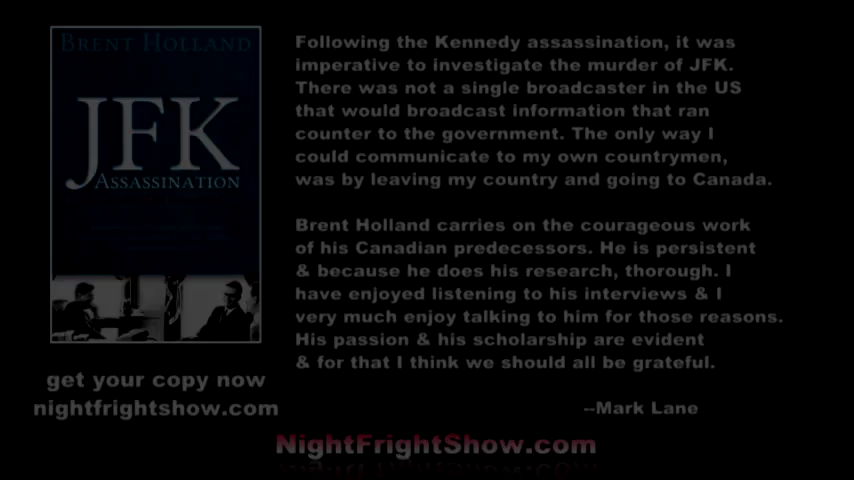 BRENT HOLLAND
JFK
ASSASSINATION
get your copy now
nightfrightshow.com
Following the Kennedy assassination, it was
imperative to investigate the murder of JFK.
There was not a single broadcaster in the US
that would broadcast information that ran
counter to the government. The only way I
could communicate to my own countrymen,
was by leaving my country and going to Canada.
Brent Holland carries on the courageous work
of his Canadian predecessors. He is persistent
& because he does his research, thorough. I
have enjoyed listening to his interviews & I
very much enjoy talking to him for those reasons.
His passion & his scholarship are evident
& for that I think we should all be grateful.
--Mark Lane
NightFrightShow.com